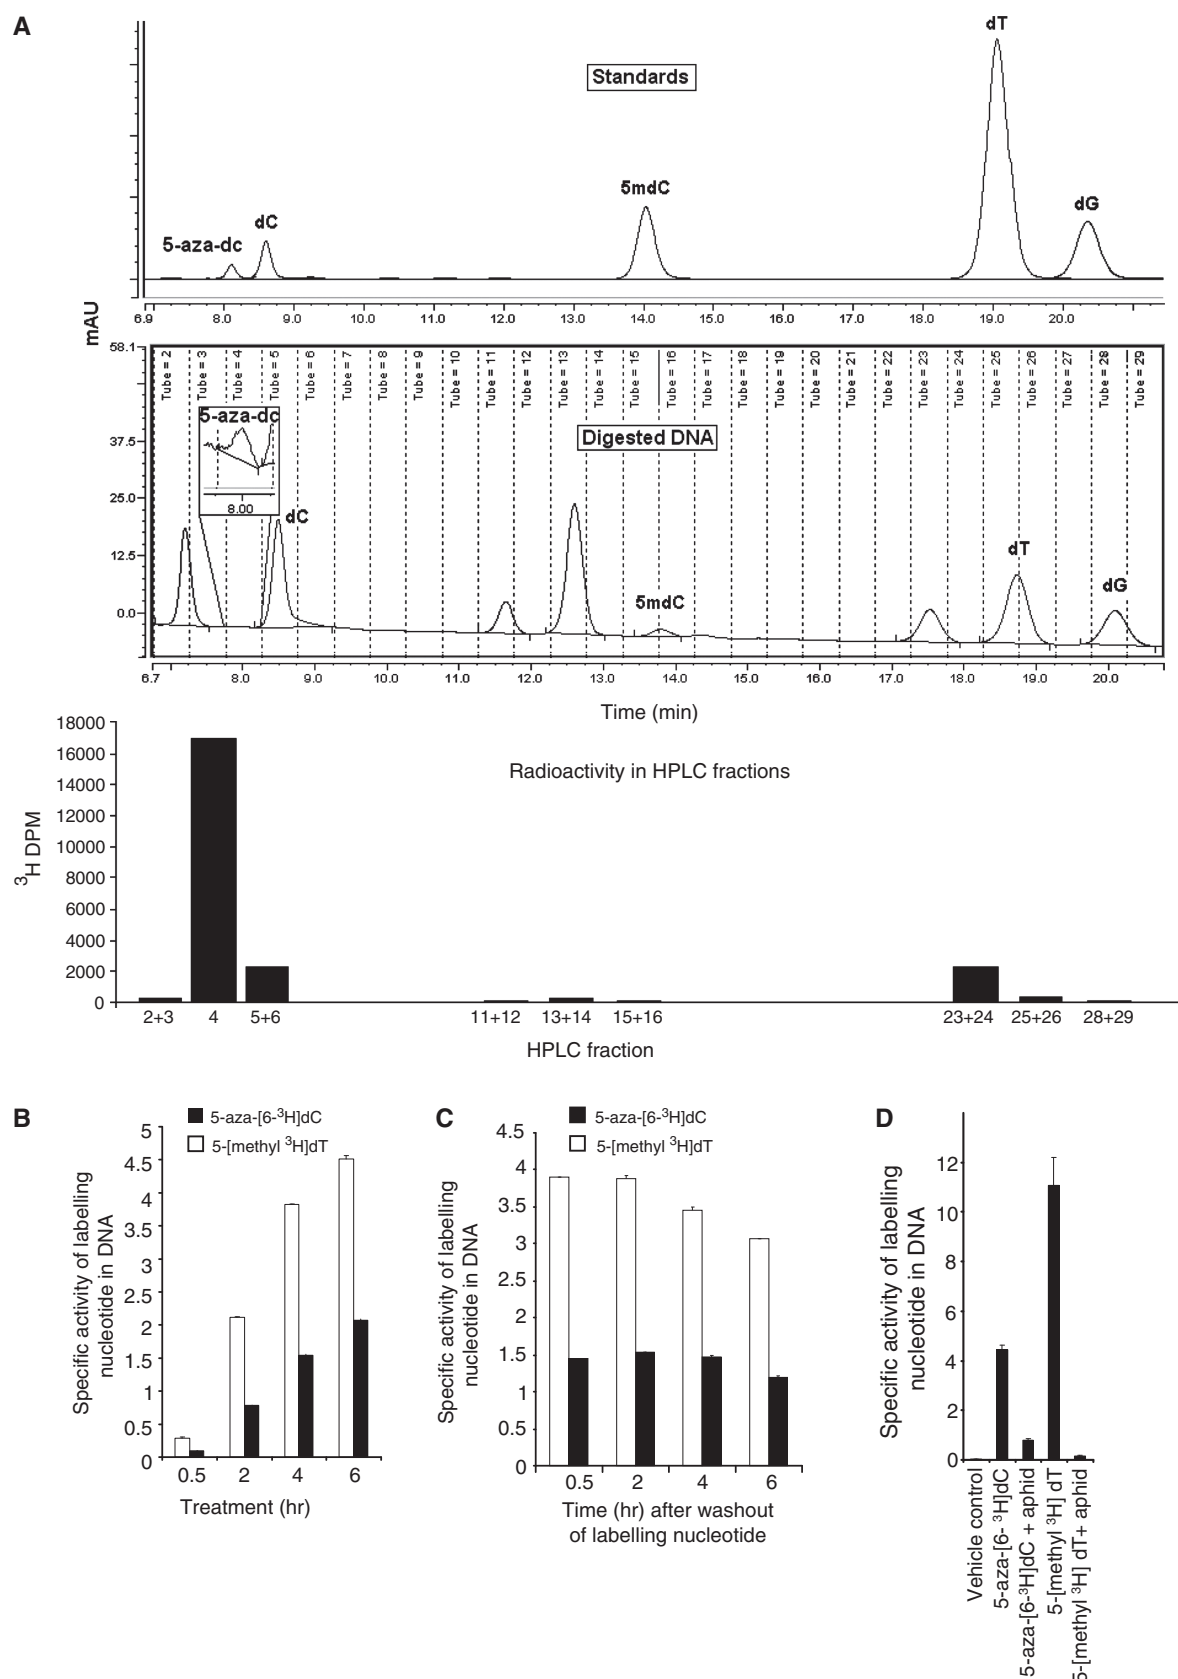 A
Standards
5-aza-dc
dC
5mdC
dT
dG
6.9 8.0 9.0 10.0 11.0 12.0 13.0 14.0 15.0 16.0 17.0 18.0 19.0 20.0
mAU
58.1
37.5
25.0
12.5
0.0
Tube = 2
Tube = 3
Tube = 4
Tube = 5
Tube = 6
Tube = 7
Tube = 8
Tube = 9
Tube = 10
Tube = 11
Tube = 12
Tube = 13
Tube = 14
Tube = 15
Tube = 16
Tube = 17
Tube = 18
Tube = 19
Tube = 20
Tube = 21
Tube = 22
Tube = 23
Tube = 24
Tube = 25
Tube = 26
Tube = 27
Tube = 28
Tube = 29
5-aza-dc
8.00
Digested DNA
dC
5mdC
dT
dG
6.7 8.0 9.0 10.0 11.0 12.0 13.0 14.0 15.0 16.0 17.0 18.0 19.0 20.0
Time (min)
Radioactivity in HPLC fractions
³H DPM
18000
16000
14000
12000
10000
8000
6000
4000
2000
0
2+3 4 5+6 11+12 13+14 15+16 23+24 25+26 28+29
HPLC fraction
B
5-aza-[6-³H]dC
5-[methyl ³H]dT
Specific activity of labelling
nucleotide in DNA
5
4.5
4
3.5
3
2.5
2
1.5
1
0.5
0
0.5 2 4 6
Treatment (hr)
C
5-aza-[6-³H]dC
5-[methyl ³H]dT
Specific activity of labelling
nucleotide in DNA
4.5
4
3.5
3
2.5
2
1.5
1
0.5
0
0.5 2 4 6
Time (hr) after washout
of labelling nucleotide
D
Specific activity of labelling
nucleotide in DNA
12
10
8
6
4
2
0
Vehicle control
5-aza-[6- ³H]dC
5-aza-[6-³H]dC + aphid
5-[methyl ³H] dT
5-[methyl ³H] dT+ aphid